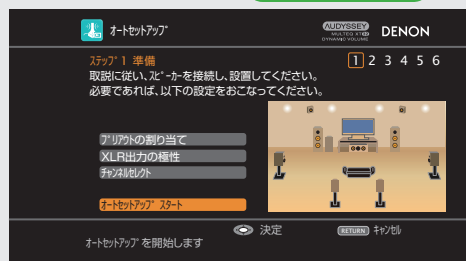 オートセットアップ
AUDYSSEY
MULTEQ XT32
DYNAMIC VOLUME
DENON
ステップ1 準備
1 2 3 4 5 6
取説に従い、スピーカーを接続し、設置してください。
必要であれば、以下の設定をおこなってください。
プリアウトの割り当て
XLR出力の極性
チャンネルセレクト
オートセットアップ スタート
決定
RETURN キャンセル
オートセットアップを開始します